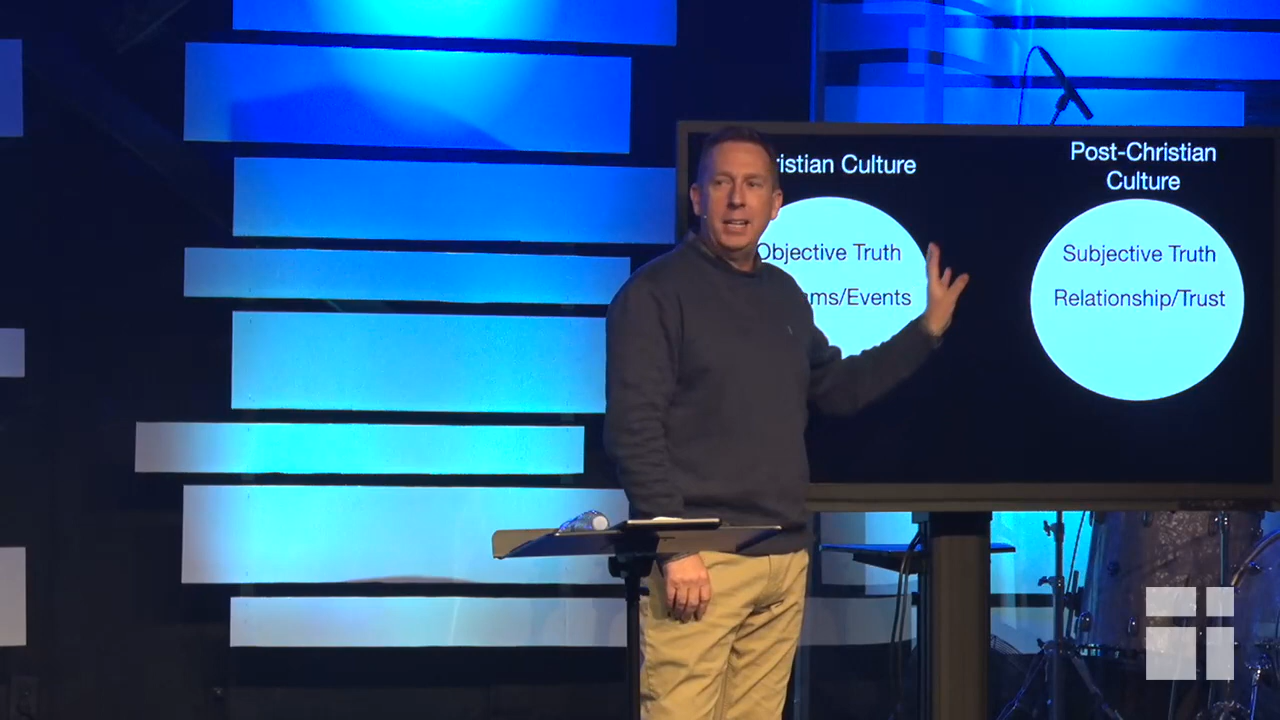 Culture
Post-Christian
Culture
Objective Truth
Subjective Truth
Relationship/Trust